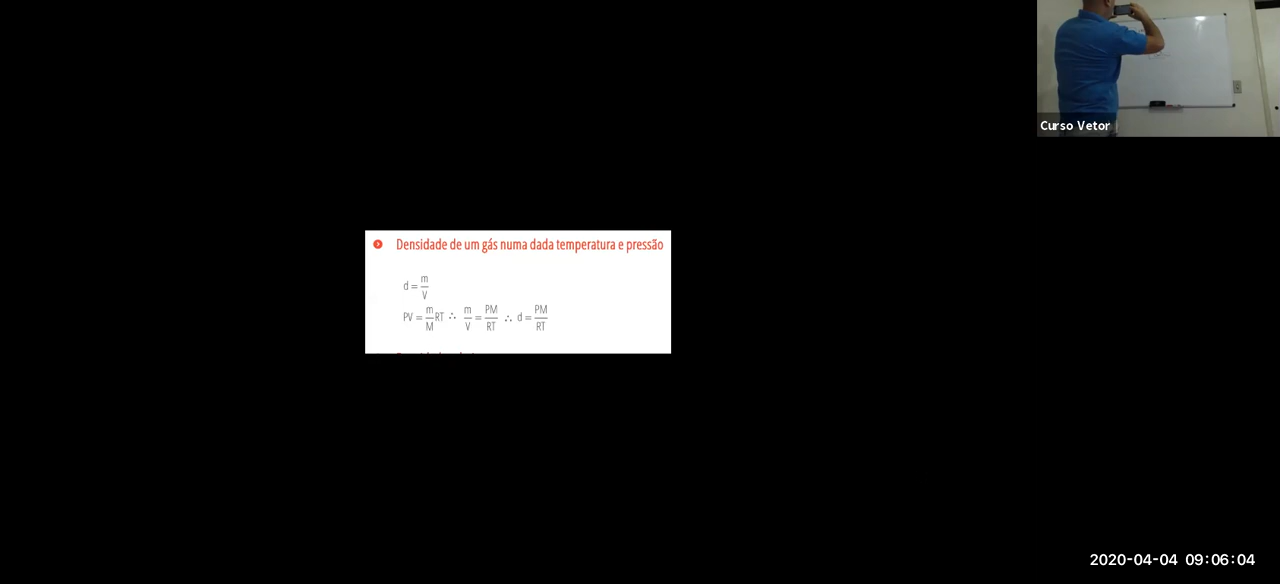 Curso Vetor
Densidade de um gás numa dada temperatura e pressão
d = m/V
PV = m/M RT ∴ m/V = PM/RT ∴ d = PM/RT
2020-04-04 09:06:04